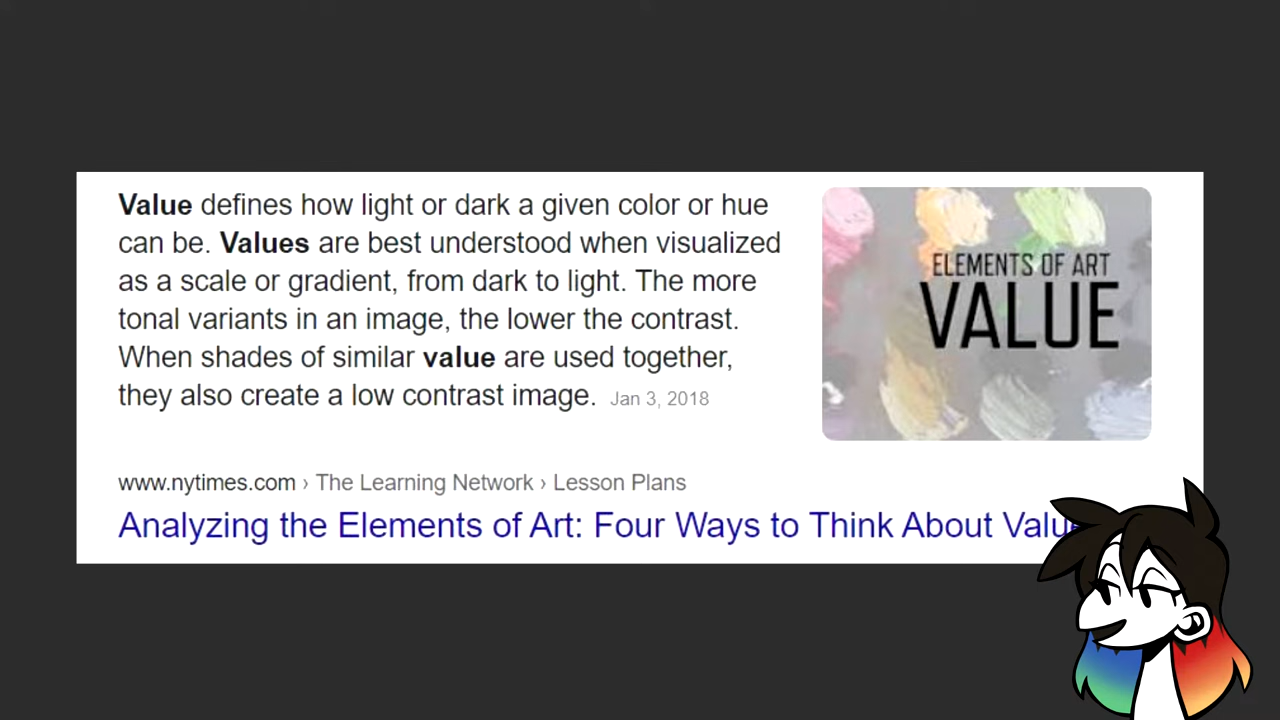 Value defines how light or dark a given color or hue
can be. Values are best understood when visualized
as a scale or gradient, from dark to light. The more
tonal variants in an image, the lower the contrast.
When shades of similar value are used together,
they also create a low contrast image. Jan 3, 2018
ELEMENTS OF ART
VALUE
www.nytimes.com › The Learning Network › Lesson Plans
Analyzing the Elements of Art: Four Ways to Think About Value